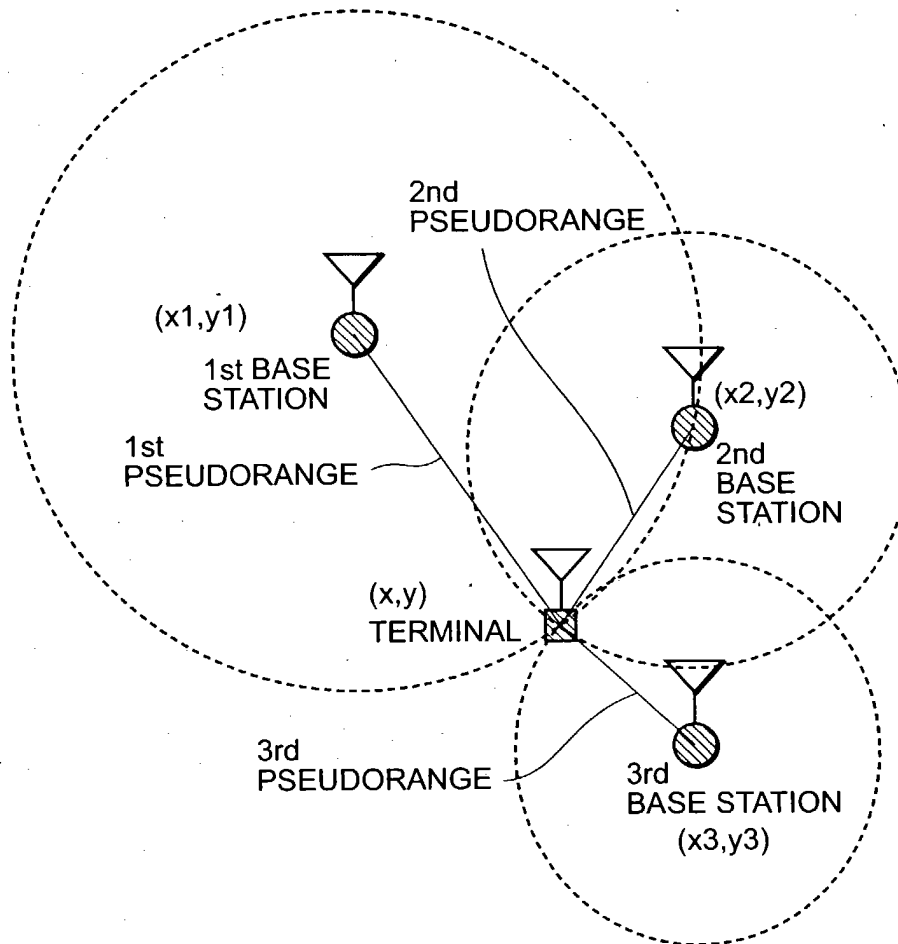 2nd
PSEUDORANGE
(x1,y1)
1st BASE
STATION
(x2,y2)
2nd
BASE
STATION
1st
PSEUDORANGE
(x,y)
TERMINAL
3rd
PSEUDORANGE
3rd
BASE STATION
(x3,y3)